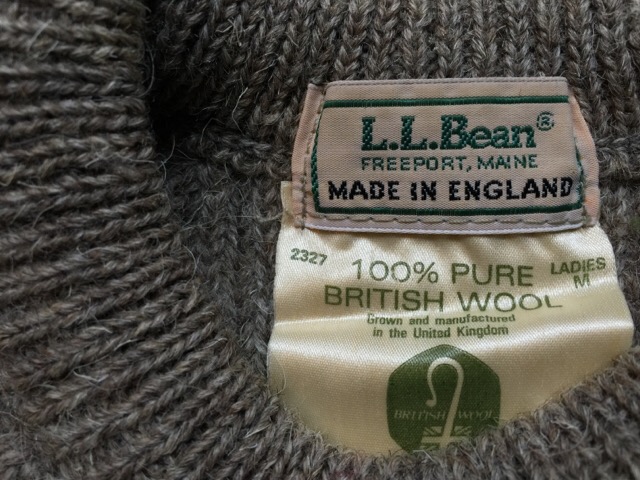 L.L.Bean®
FREEPORT, MAINE
MADE IN ENGLAND
2327
100% PURE
BRITISH WOOL
LADIES
M
Grown and manufactured
in the United Kingdom
BRITISH WOOL